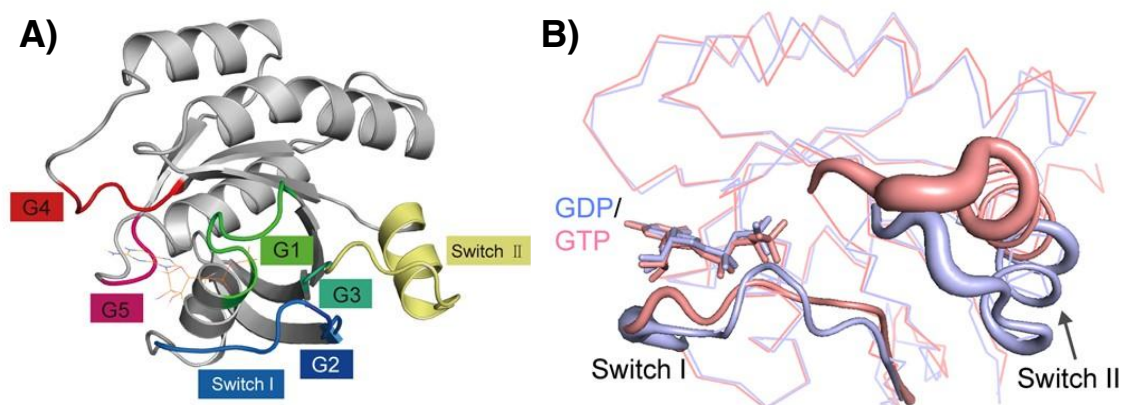 A)
G4
G5
G1
G3
Switch II
G2
Switch I
B)
GDP/
GTP
Switch I
Switch II